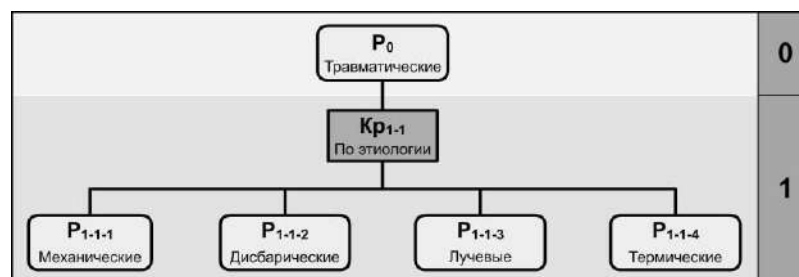 P0
Травматические
0
Кр1-1
По этиологии
1
P1-1-1
Механические
P1-1-2
Дисбарические
P1-1-3
Лучевые
P1-1-4
Термические